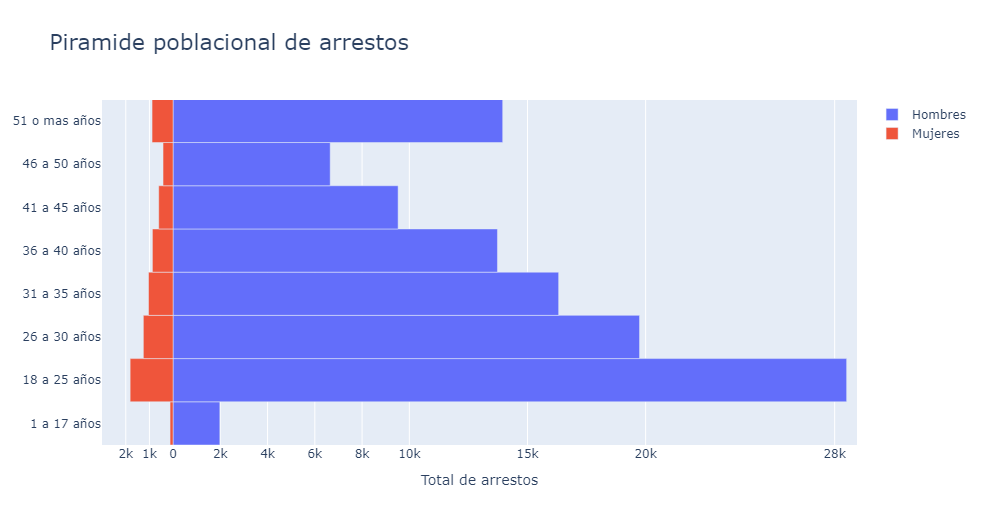 Piramide poblacional de arrestos
Hombres
Mujeres
51 o mas años
46 a 50 años
41 a 45 años
36 a 40 años
31 a 35 años
26 a 30 años
18 a 25 años
1 a 17 años
2k 1k 0 2k 4k 6k 8k 10k 15k 20k 28k
Total de arrestos